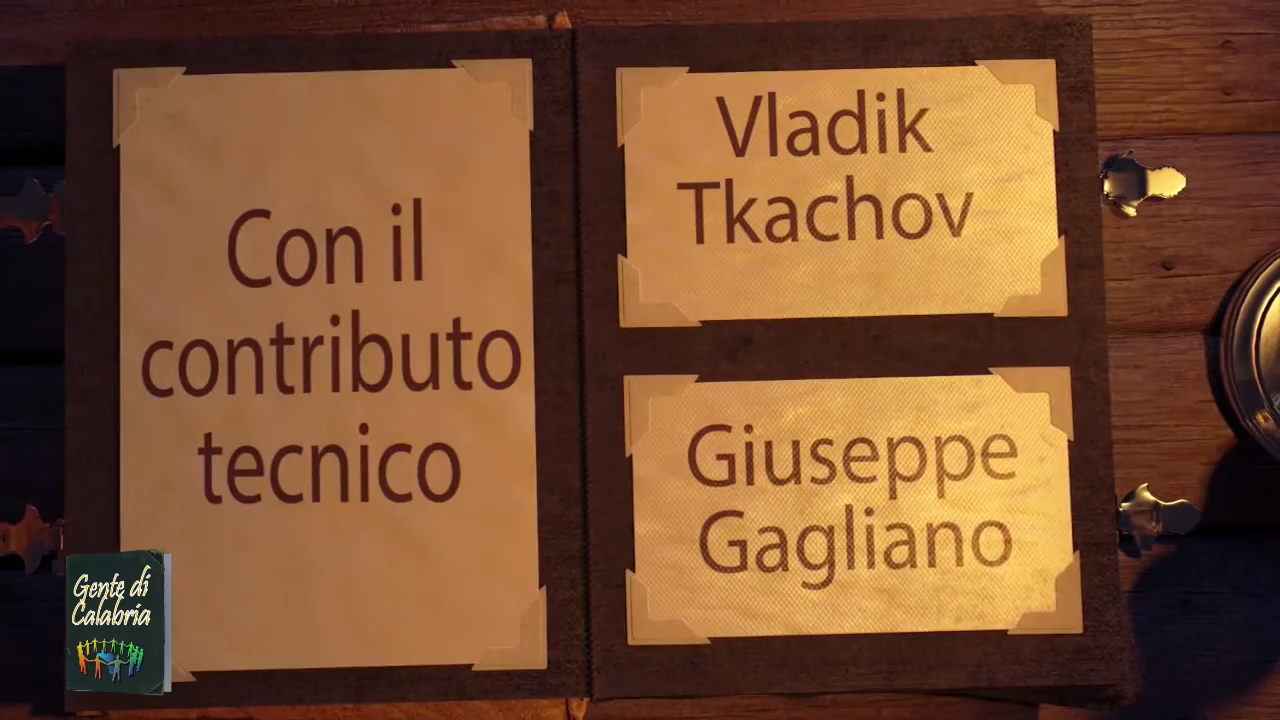 Con il
contributo
tecnico
Vladik
Tkachov
Giuseppe
Gagliano
Gente di
Calabria